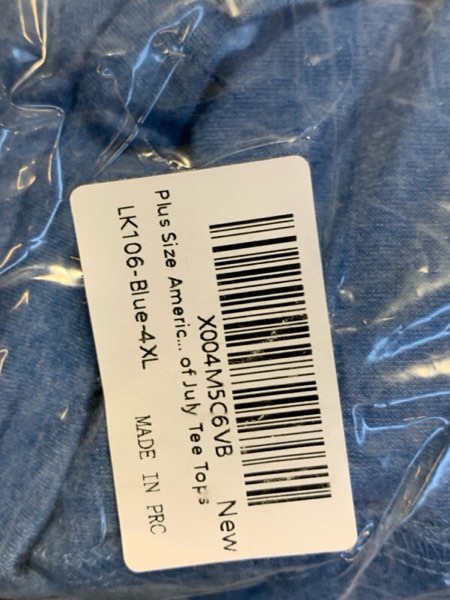 X004M5C6VB New
Plus Size Americ... of July Tee Tops
LK106-Blue-4XL MADE IN PRC